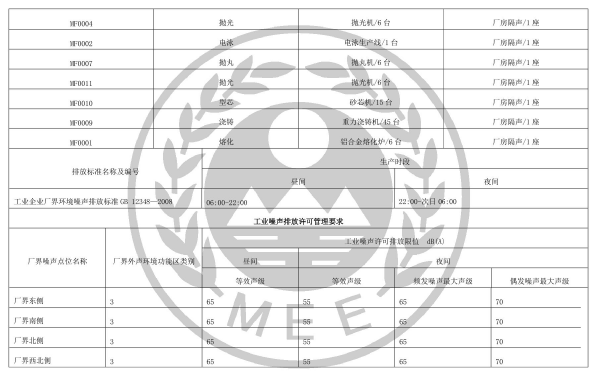 MF0004 抛光 抛光机/6 台 厂房隔声/1 座
MF0002 电泳 电泳生产线/1 台 厂房隔声/1 座
MF0007 抛丸 抛丸机/6 台 厂房隔声/1 座
MF0011 抛光 抛光机/6 台 厂房隔声/1 座
MF0010 型芯 砂芯机/15 台 厂房隔声/1 座
MF0009 浇铸 重力浇铸机/45 台 厂房隔声/1 座
MF0001 熔化 铝合金熔化炉/6 台 厂房隔声/1 座
排放标准名称及编号 生产时段
昼间 夜间
工业企业厂界环境噪声排放标准 GB 12348—2008 06:00-22:00 22:00-次日 06:00
工业噪声排放许可管理要求
厂界噪声点位名称 厂界外声环境功能区类别 工业噪声许可排放限值 dB(A)
昼间 夜间
等效声级 等效声级 核发噪声最大声级 偶发噪声最大声级
厂界东侧 3 65 55 65 70
厂界南侧 3 65 55 65 70
厂界北侧 3 65 55 65 70
厂界西北侧 3 65 55 65 70
MEE